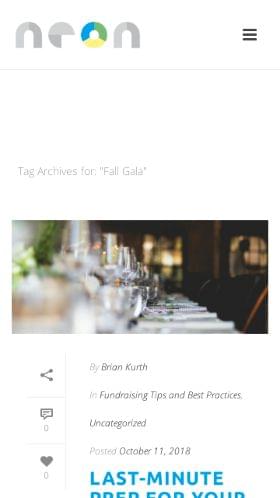 neon
Tag Archives for: "Fall Gala"
By Brian Kurth
In Fundraising Tips and Best Practices,
Uncategorized
0
Posted October 11, 2018
0
LAST-MINUTE
PREP FOR YOUR